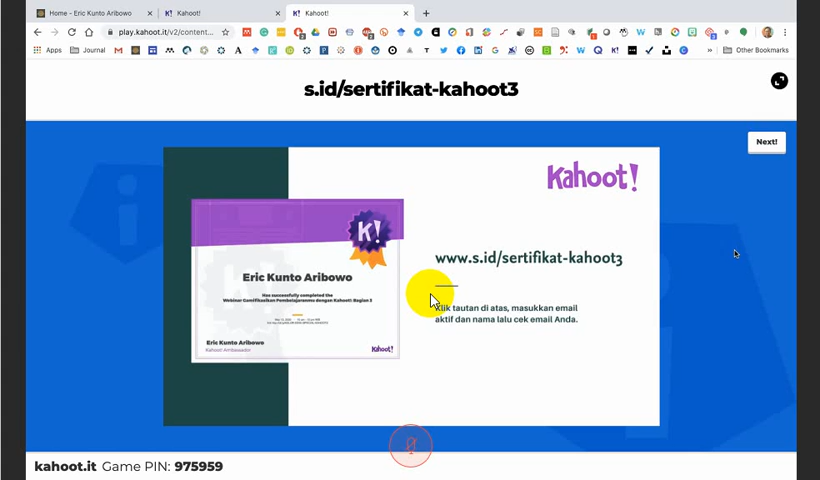 Home - Eric Kunto Aribowo
Kahoot!
Kahoot!
play.kahoot.it/v2/content...
Apps
Journal
Other Bookmarks
s.id/sertifikat-kahoot3
Next!
Kahoot!
K!
Eric Kunto Aribowo
Has successfully completed the
Webinar Gamifikasikan Pembelajaranmu dengan Kahoot!: Bagian 3
Eric Kunto Aribowo
Kahoot! Ambassador
Kahoot!
www.s.id/sertifikat-kahoot3
Klik tautan di atas, masukkan email
aktif dan nama lalu cek email Anda.
kahoot.it Game PIN: 975959